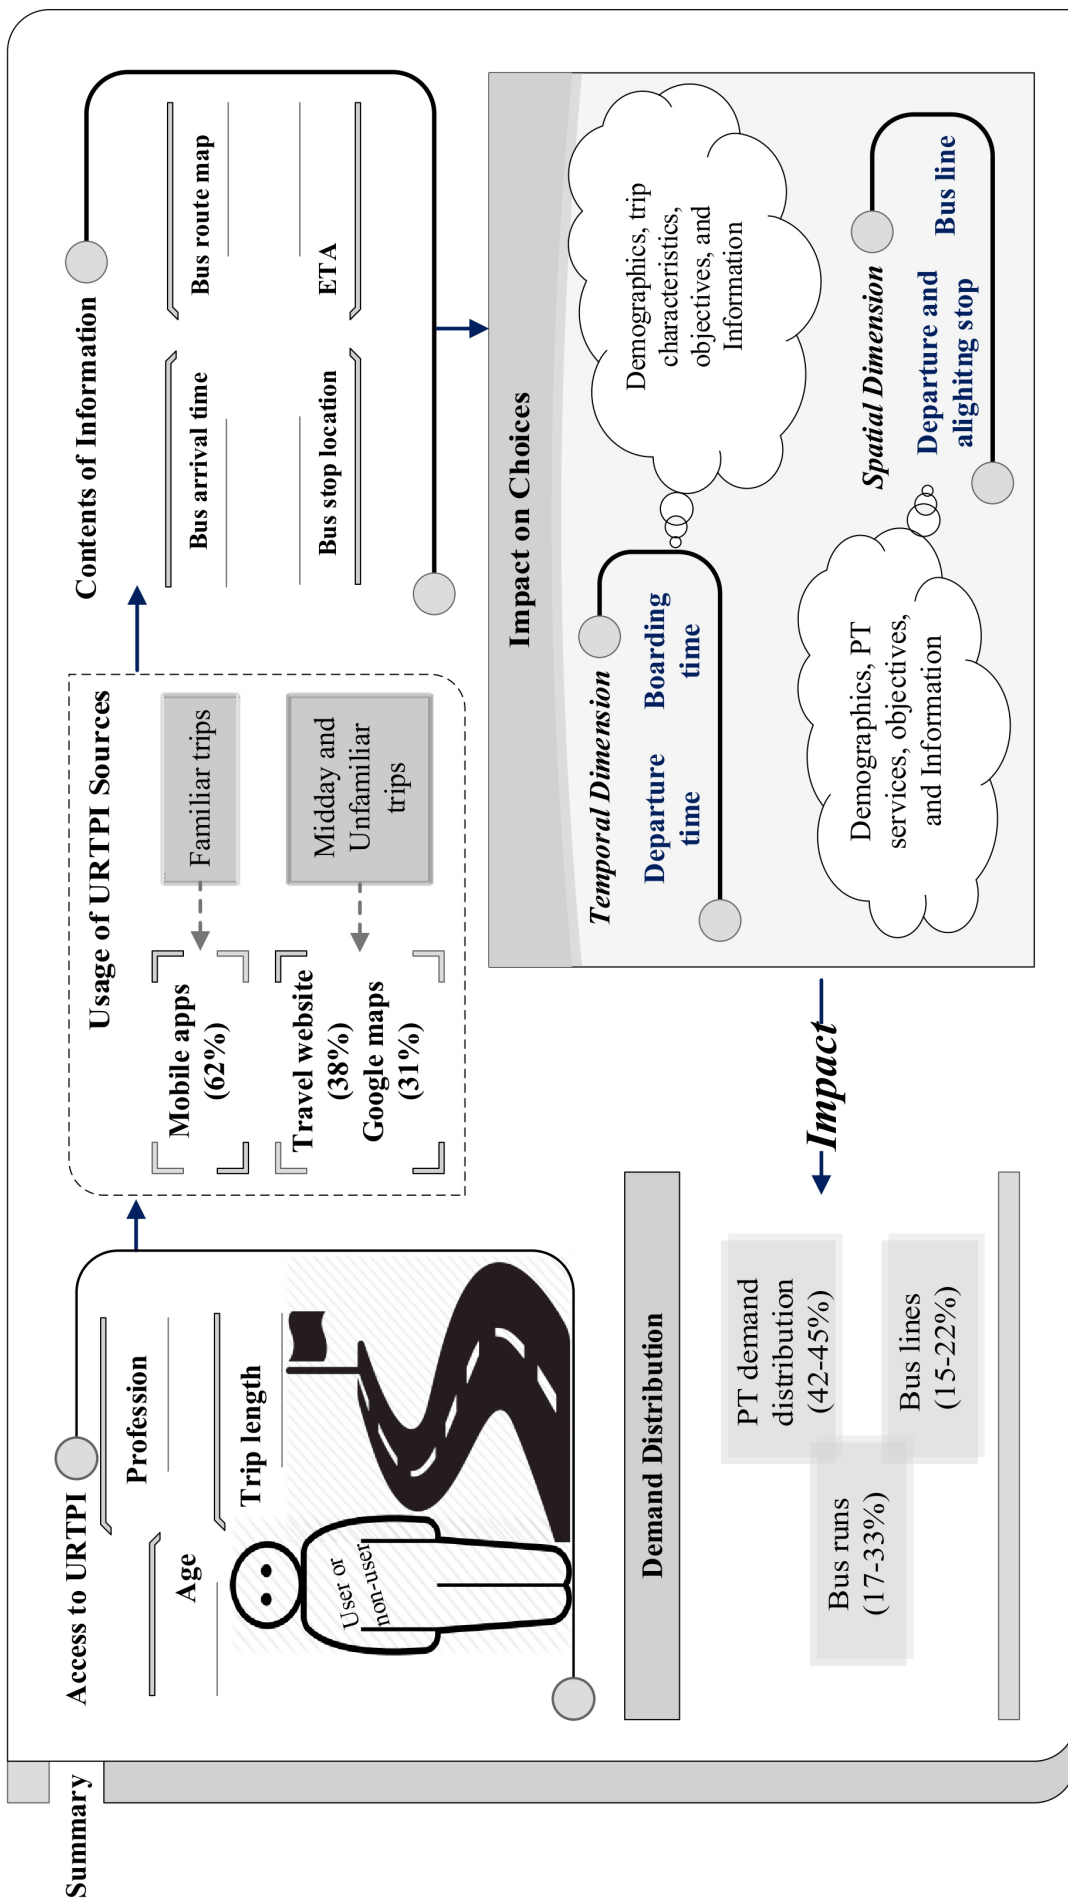 Summary
Access to URTPI
Profession
Age
Trip length
User or
non-user
Usage of URTPI Sources
Mobile apps
(62%)
Familiar trips
Travel website
(38%)
Google maps
(31%)
Midday and
Unfamiliar
trips
Contents of Information
Bus arrival time
Bus route map
Bus stop location
ETA
Impact on Choices
Temporal Dimension
Departure
time
Boarding
time
Demographics, trip
characteristics,
objectives, and
Information
Demographics, PT
services, objectives,
and Information
Spatial Dimension
Departure and
alighitng stop
Bus line
Impact
Demand Distribution
PT demand
distribution
(42-45%)
Bus runs
(17-33%)
Bus lines
(15-22%)